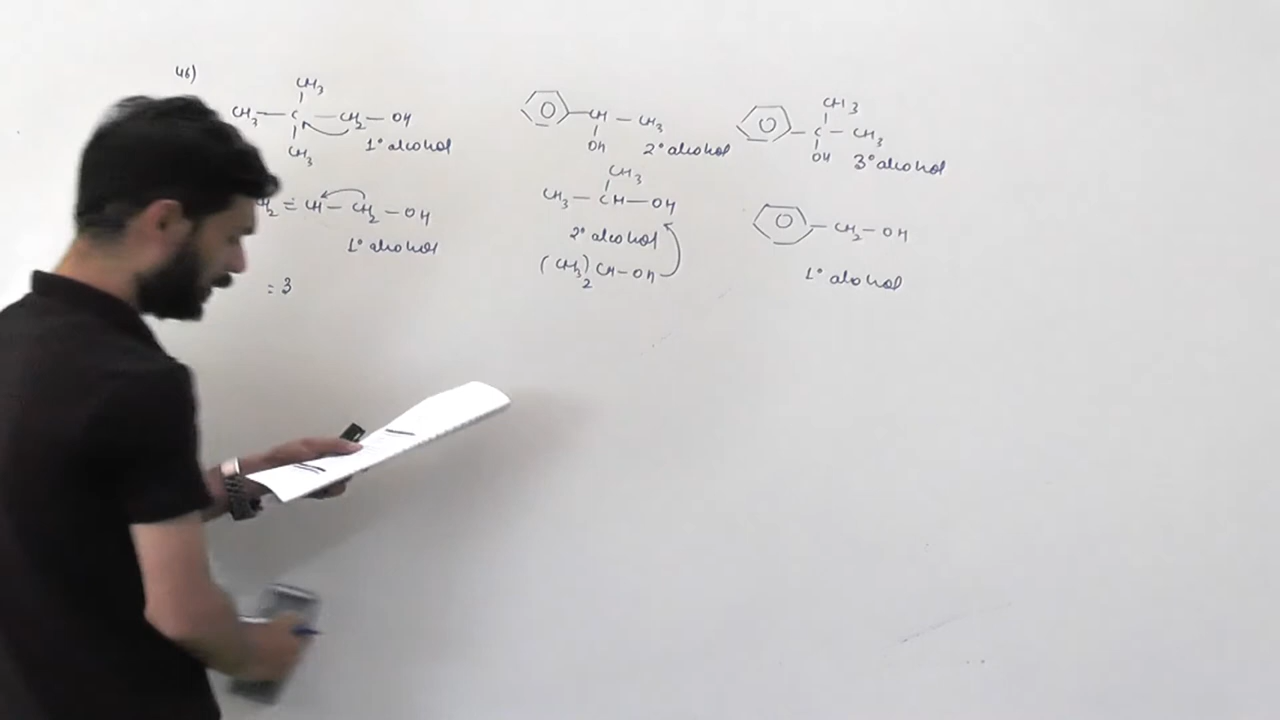 46)
CH3
CH3 — C — CH2 — OH
CH3
1° alcohol
CH — CH3
OH
2° alcohol
CH3
C — CH3
OH
3° alcohol
= CH — CH2 — OH
1° alcohol
CH3
CH3 — CH — OH
2° alcohol
(CH3)2 CH — OH
CH2 — OH
1° alcohol
= 3